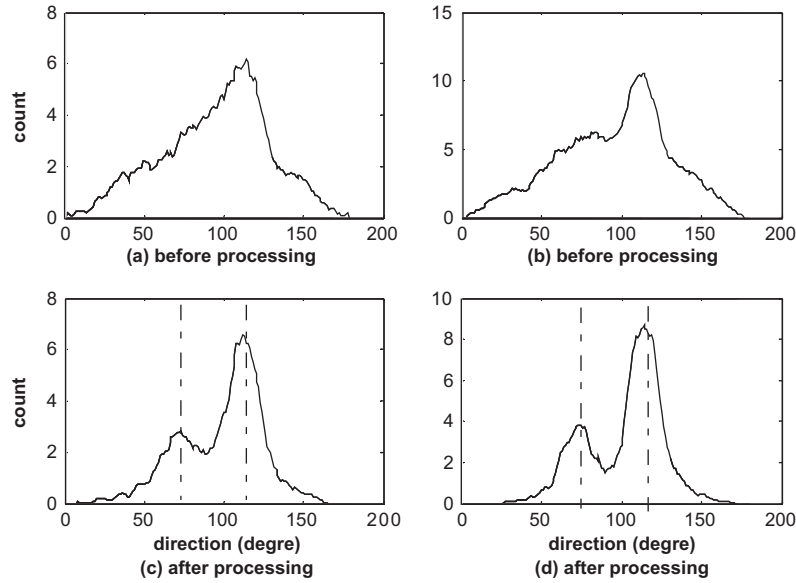 8
6
4
2
0
count
0 50 100 150 200
(a) before processing
15
10
5
0
0 50 100 150 200
(b) before processing
8
6
4
2
0
count
0 50 100 150 200
direction (degre)
(c) after processing
10
8
6
4
2
0
0 50 100 150 200
direction (degre)
(d) after processing